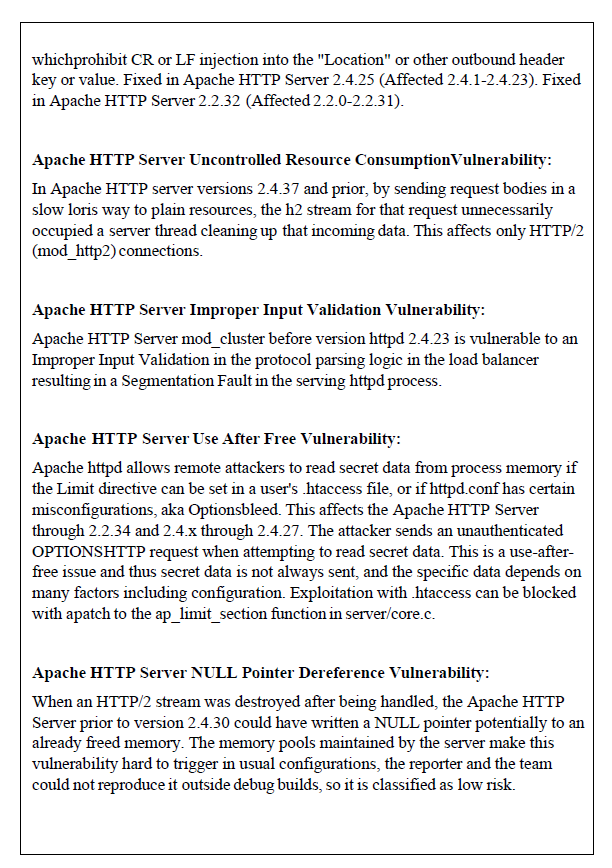 whichprohibit CR or LF injection into the "Location" or other outbound header
key or value. Fixed in Apache HTTP Server 2.4.25 (Affected 2.4.1-2.4.23). Fixed
in Apache HTTP Server 2.2.32 (Affected 2.2.0-2.2.31).
Apache HTTP Server Uncontrolled Resource ConsumptionVulnerability:
In Apache HTTP server versions 2.4.37 and prior, by sending request bodies in a
slow loris way to plain resources, the h2 stream for that request unnecessarily
occupied a server thread cleaning up that incoming data. This affects only HTTP/2
(mod_http2) connections.
Apache HTTP Server Improper Input Validation Vulnerability:
Apache HTTP Server mod_cluster before version httpd 2.4.23 is vulnerable to an
Improper Input Validation in the protocol parsing logic in the load balancer
resulting in a Segmentation Fault in the serving httpd process.
Apache HTTP Server Use After Free Vulnerability:
Apache httpd allows remote attackers to read secret data from process memory if
the Limit directive can be set in a user's .htaccess file, or if httpd.conf has certain
misconfigurations, aka Optionsbleed. This affects the Apache HTTP Server
through 2.2.34 and 2.4.x through 2.4.27. The attacker sends an unauthenticated
OPTIONSHTTP request when attempting to read secret data. This is a use-after-
free issue and thus secret data is not always sent, and the specific data depends on
many factors including configuration. Exploitation with .htaccess can be blocked
with apatch to the ap_limit_section function in server/core.c.
Apache HTTP Server NULL Pointer Dereference Vulnerability:
When an HTTP/2 stream was destroyed after being handled, the Apache HTTP
Server prior to version 2.4.30 could have written a NULL pointer potentially to an
already freed memory. The memory pools maintained by the server make this
vulnerability hard to trigger in usual configurations, the reporter and the team
could not reproduce it outside debug builds, so it is classified as low risk.